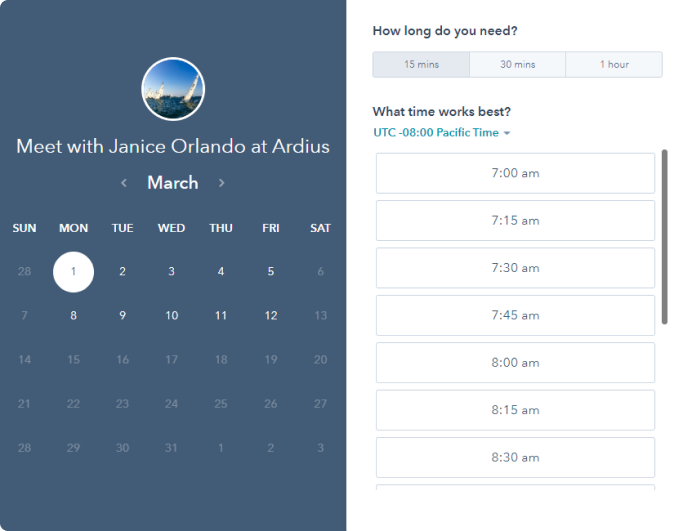 Meet with Janice Orlando at Ardius
March
SUN MON TUE WED THU FRI SAT
28 1 2 3 4 5 6
7 8 9 10 11 12 13
14 15 16 17 18 19 20
21 22 23 24 25 26 27
28 29 30 31 1 2 3
How long do you need?
15 mins 30 mins 1 hour
What time works best?
UTC -08:00 Pacific Time
7:00 am
7:15 am
7:30 am
7:45 am
8:00 am
8:15 am
8:30 am